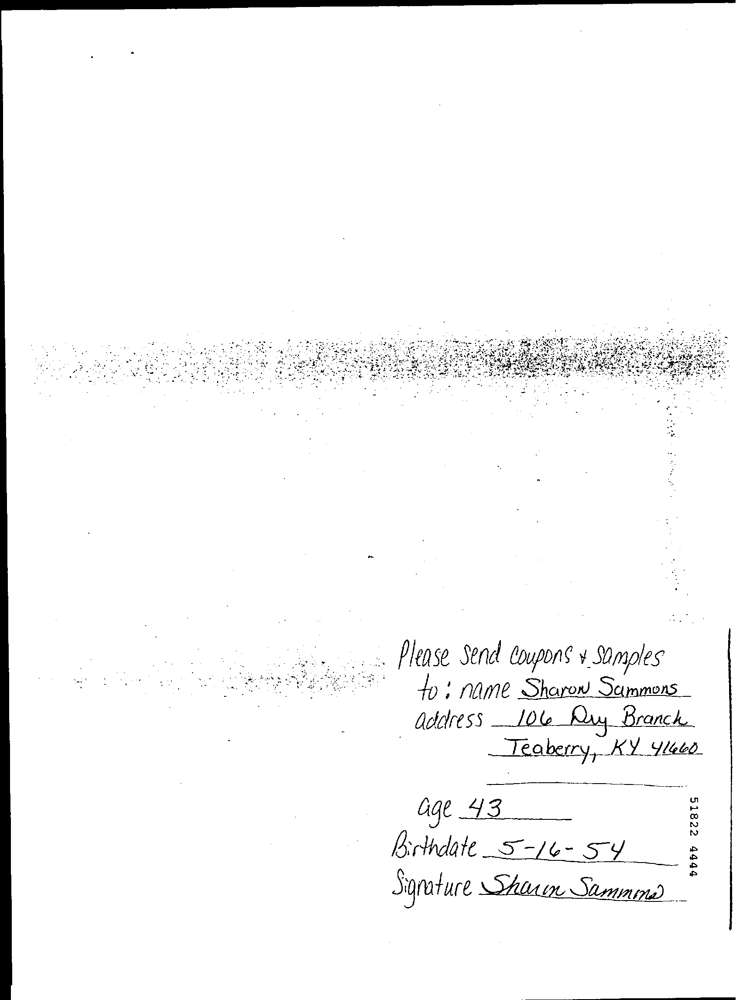 Please send coupons & samples
to: name Sharon Sammons
address 106 Dry Branch
Teaberry, KY 41660
age 43
Birthdate 5-16-54
Signature Sharon Sammons
51822 4444